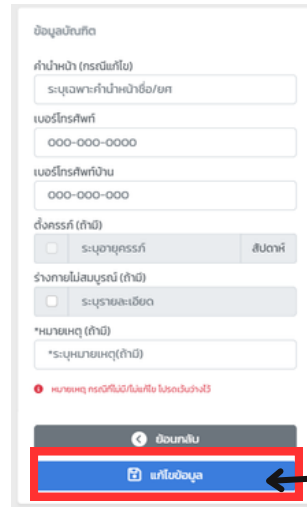 ข้อมูลบัณฑิต
คำนำหน้า (กรณีแก้ไข)
ระบุเฉพาะคำนำหน้าชื่อ/ยศ
เบอร์โทรศัพท์
000-000-0000
เบอร์โทรศัพท์บ้าน
000-000-000
ตั้งครรภ์ (ถ้ามี)
ระบุอายุครรภ์ สัปดาห์
ร่างกายไม่สมบูรณ์ (ถ้ามี)
ระบุรายละเอียด
*หมายเหตุ (ถ้ามี)
*ระบุหมายเหตุ(ถ้ามี)
หมายเหตุ กรณีที่ไม่มี/ไม่แก้ไข โปรดเว้นว่างไว้
ย้อนกลับ
แก้ไขข้อมูล